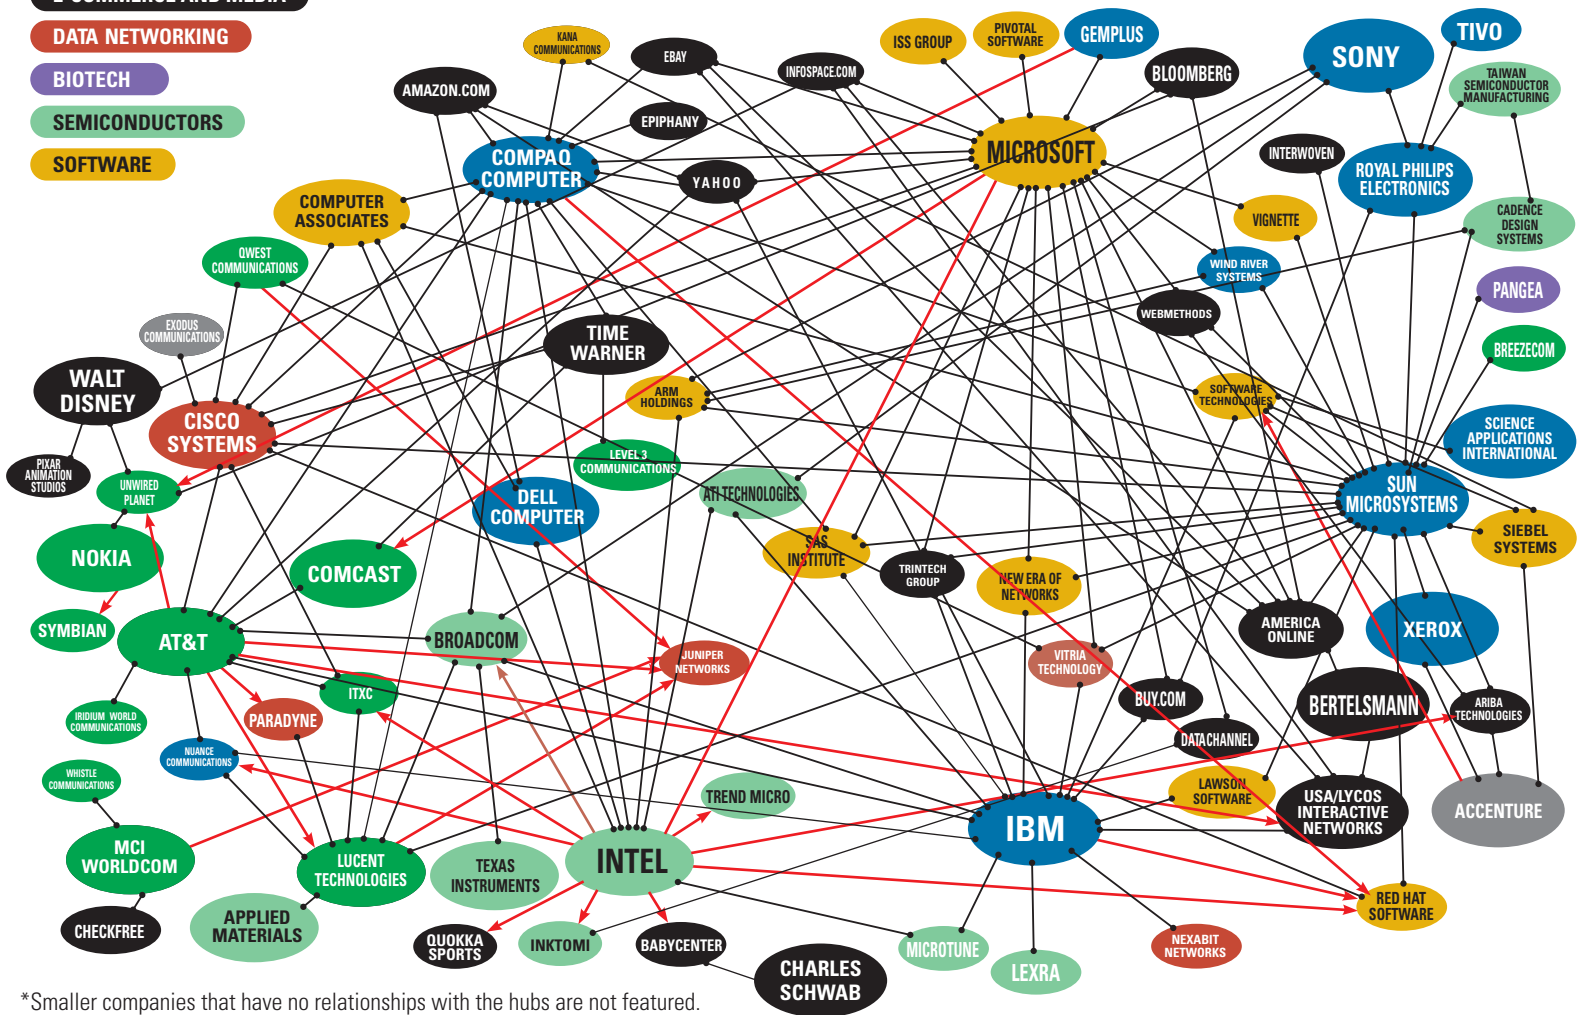 E-COMMERCE AND MEDIA
DATA NETWORKING
BIOTECH
SEMICONDUCTORS
SOFTWARE
KANA
COMMUNICATIONS
EBAY
AMAZON.COM
EPIPHANY
INFOSPACE.COM
ISS GROUP
PIVOTAL
SOFTWARE
GEMPLUS
BLOOMBERG
SONY
TIVO
TAIWAN
SEMICONDUCTOR
MANUFACTURING
COMPAQ
COMPUTER
YAHOO
MICROSOFT
INTERWOVEN
ROYAL PHILIPS
ELECTRONICS
COMPUTER
ASSOCIATES
VIGNETTE
CADENCE
DESIGN
SYSTEMS
QWEST
COMMUNICATIONS
WIND RIVER
SYSTEMS
PANGEA
EXODUS
COMMUNICATIONS
TIME
WARNER
WEBMETHODS
BREEZECOM
WALT
DISNEY
CISCO
SYSTEMS
ARM
HOLDINGS
SOFTWARE
TECHNOLOGIES
SCIENCE
APPLICATIONS
INTERNATIONAL
PIXAR
ANIMATION
STUDIOS
UNWIRED
PLANET
LEVEL 3
COMMUNICATIONS
ATI TECHNOLOGIES
SUN
MICROSYSTEMS
DELL
COMPUTER
NOKIA
COMCAST
SAS
INSTITUTE
TRINTECH
GROUP
NEW ERA OF
NETWORKS
SIEBEL
SYSTEMS
SYMBIAN
AT&T
BROADCOM
JUNIPER
NETWORKS
VITRIA
TECHNOLOGY
AMERICA
ONLINE
XEROX
IRIDIUM WORLD
COMMUNICATIONS
PARADYNE
ITXC
BUY.COM
BERTELSMANN
ARIBA
TECHNOLOGIES
NUANCE
COMMUNICATIONS
DATACHANNEL
WHISTLE
COMMUNICATIONS
TREND MICRO
LAWSON
SOFTWARE
USA/LYCOS
INTERACTIVE
NETWORKS
ACCENTURE
MCI
WORLDCOM
LUCENT
TECHNOLOGIES
TEXAS
INSTRUMENTS
INTEL
IBM
RED HAT
SOFTWARE
CHECKFREE
APPLIED
MATERIALS
QUOKKA
SPORTS
INKTOMI
BABYCENTER
CHARLES
SCHWAB
MICROTUNE
LEXRA
NEXABIT
NETWORKS
*Smaller companies that have no relationships with the hubs are not featured.